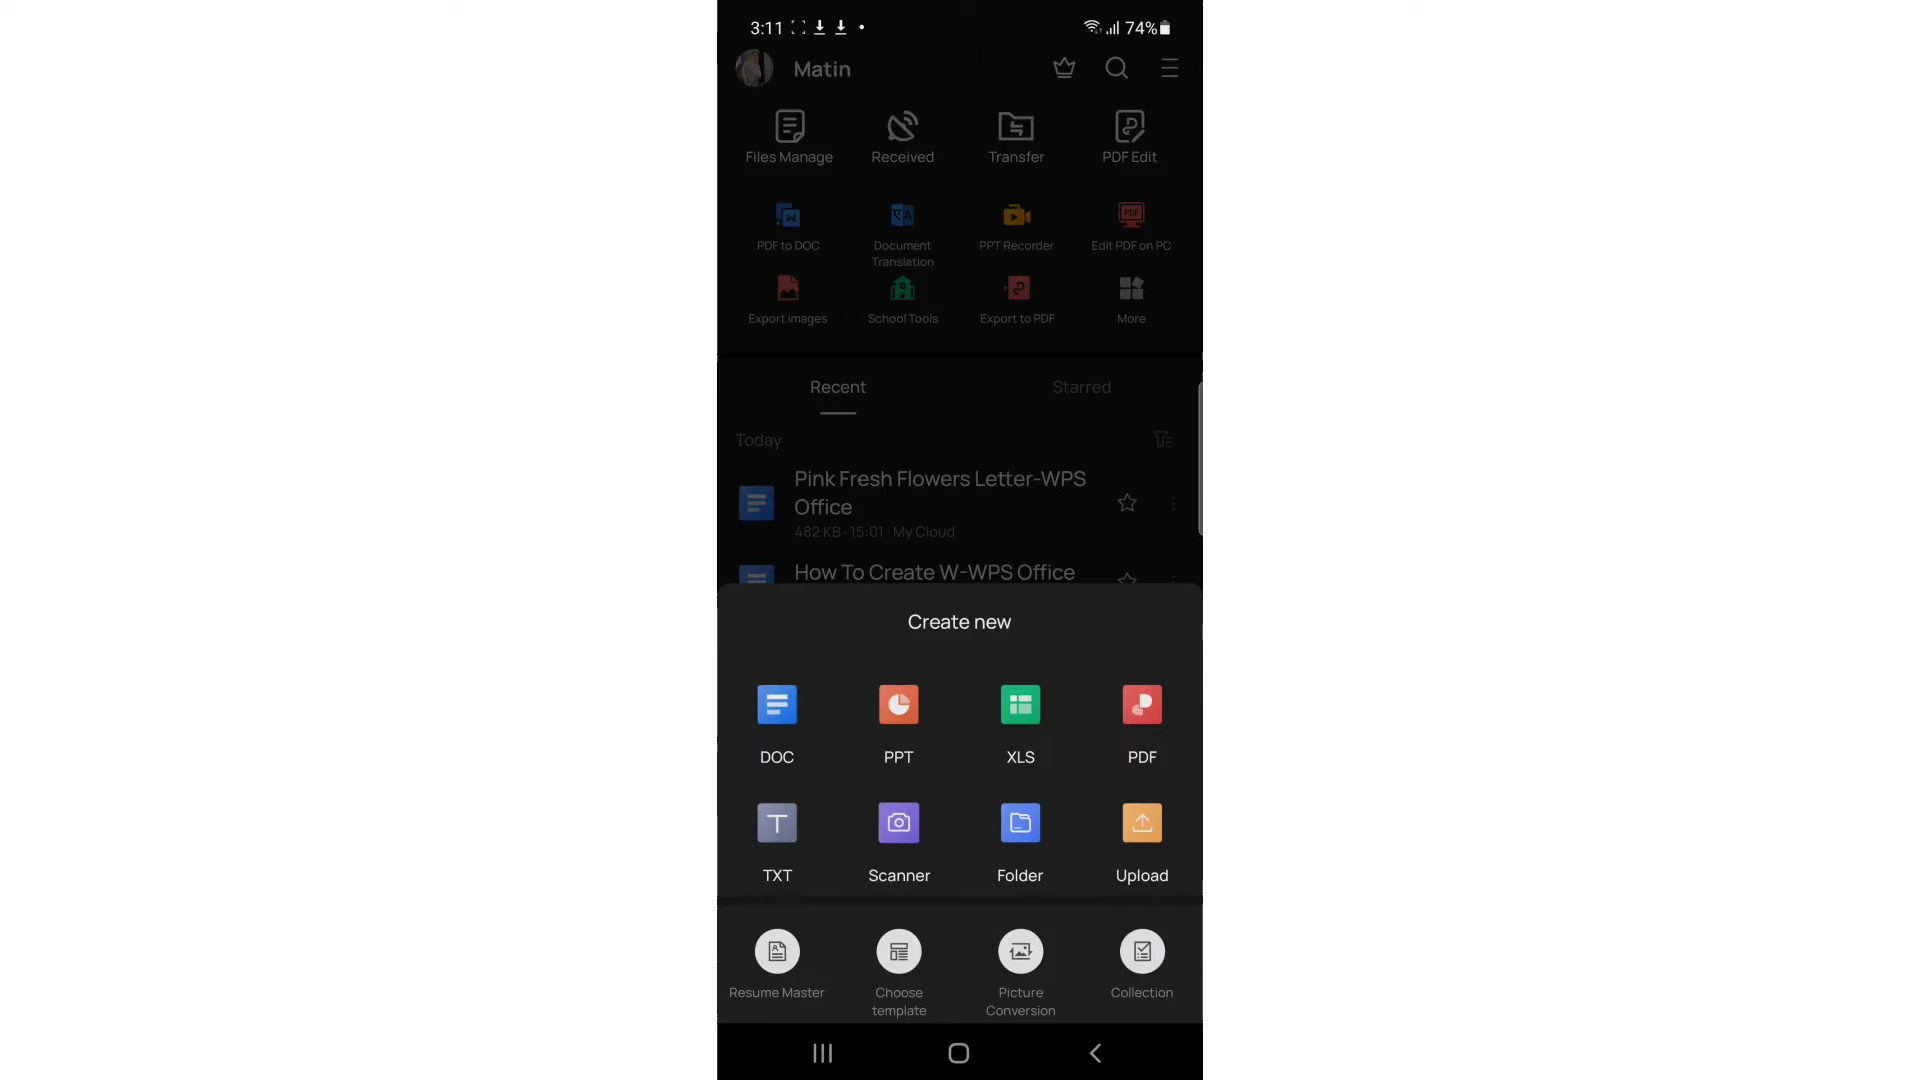 3:11 74%
Matin
Files Manage Received Transfer PDF Edit
PDF to DOC Document Translation PPT Recorder Edit PDF on PC
Export images School Tools Export to PDF More
Recent Starred
Today
Pink Fresh Flowers Letter-WPS
Office
482 KB · 15:01 · My Cloud
How To Create W-WPS Office
Create new
DOC PPT XLS PDF
TXT Scanner Folder Upload
Resume Master Choose template Picture Conversion Collection